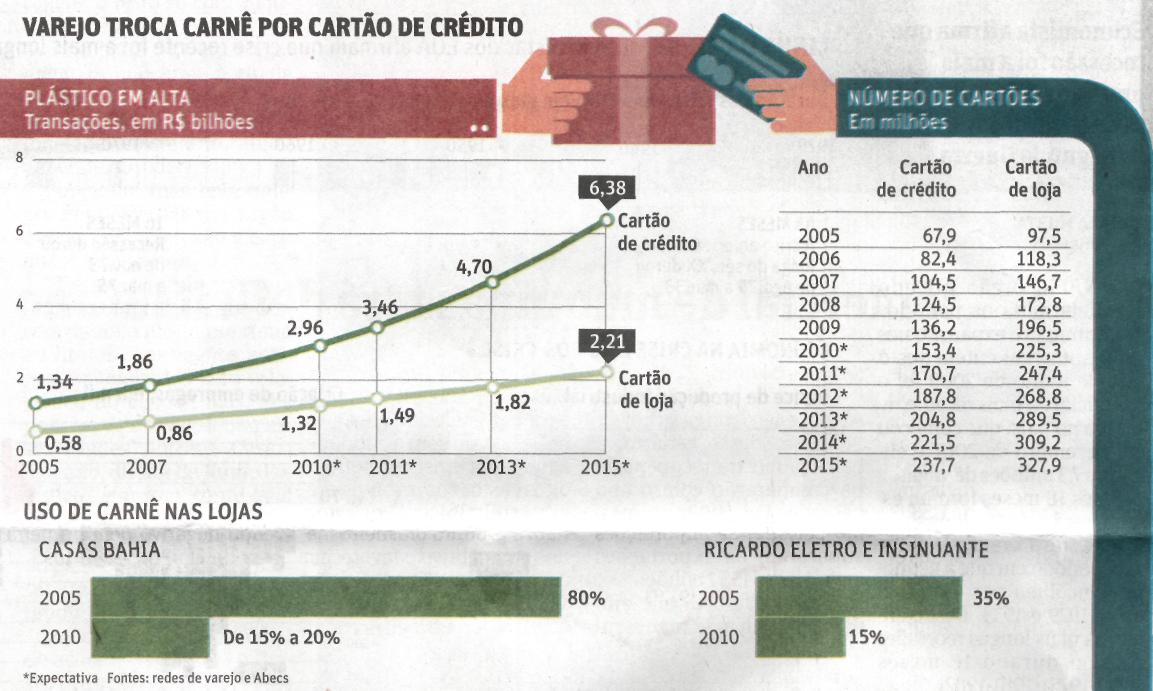 VAREJO TROCA CARNÊ POR CARTÃO DE CRÉDITO
PLÁSTICO EM ALTA
Transações, em R$ bilhões
8
6
4
2
0
6,38
Cartão
de crédito
4,70
3,46
2,96
1,86
1,34
2,21
Cartão
de loja
1,82
1,49
1,32
0,86
0,58
2005 2007 2010* 2011* 2013* 2015*
NÚMERO DE CARTÕES
Em milhões
Ano Cartão Cartão
de crédito de loja
2005 67,9 97,5
2006 82,4 118,3
2007 104,5 146,7
2008 124,5 172,8
2009 136,2 196,5
2010* 153,4 225,3
2011* 170,7 247,4
2012* 187,8 268,8
2013* 204,8 289,5
2014* 221,5 309,2
2015* 237,7 327,9
USO DE CARNÊ NAS LOJAS
CASAS BAHIA
2005 80%
2010 De 15% a 20%
RICARDO ELETRO E INSINUANTE
2005 35%
2010 15%
*Expectativa Fontes: redes de varejo e Abecs